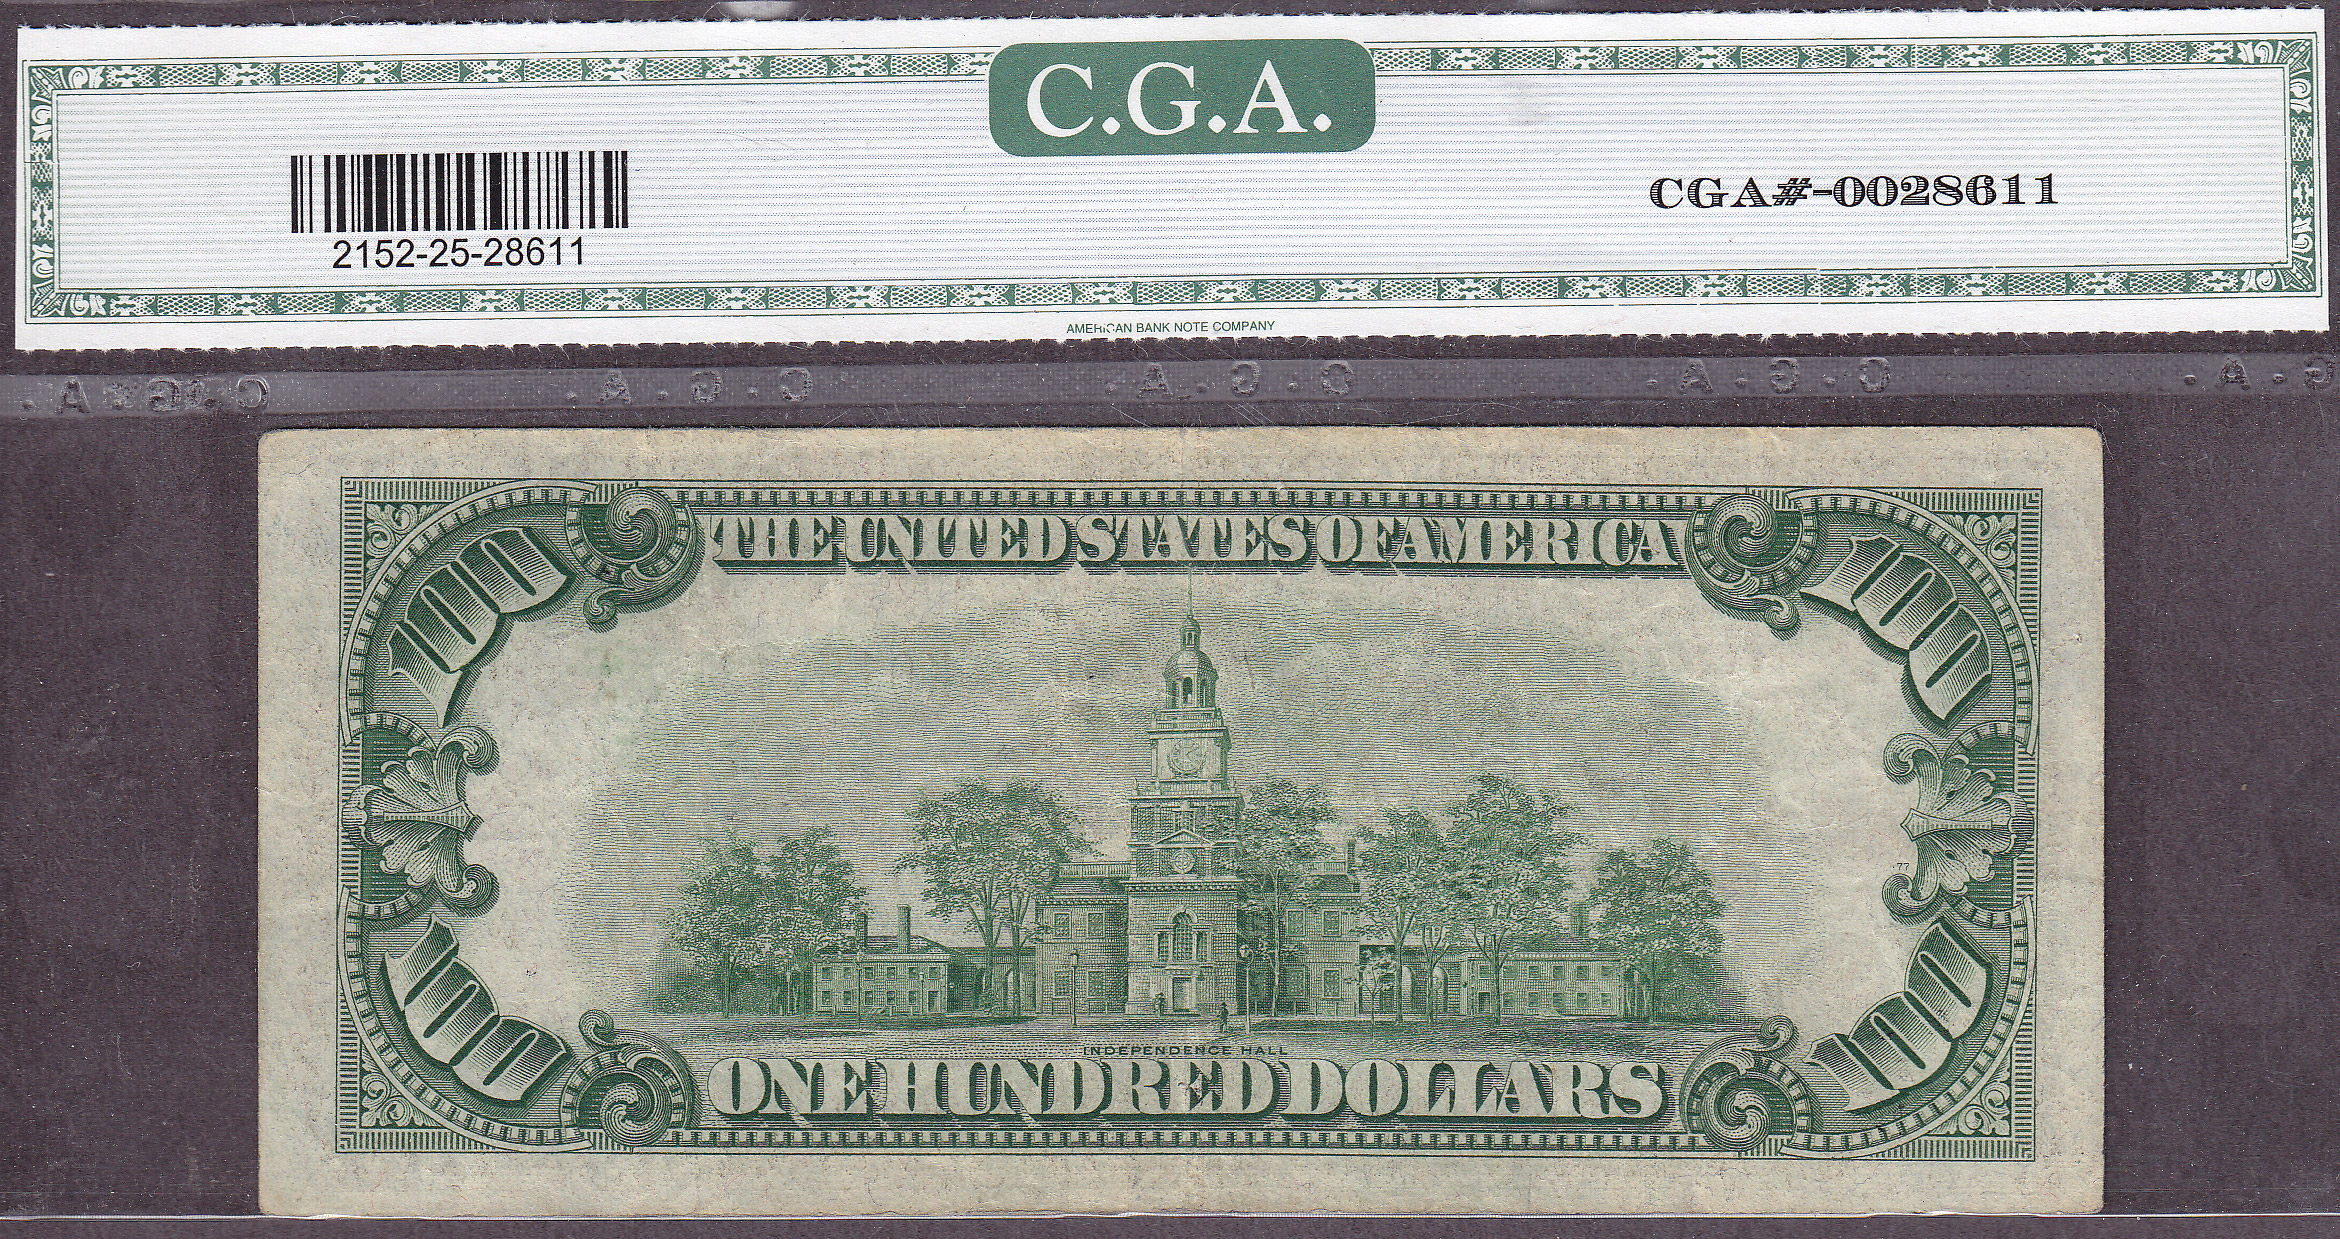 C.G.A.
CGA#-0028611
2152-25-28611
AMERICAN BANK NOTE COMPANY
C.G.A. C.G.A. C.G.A. C.G.A. G.A.
THE UNITED STATES OF AMERICA
100 100
77
100 100
INDEPENDENCE HALL
ONE HUNDRED DOLLARS